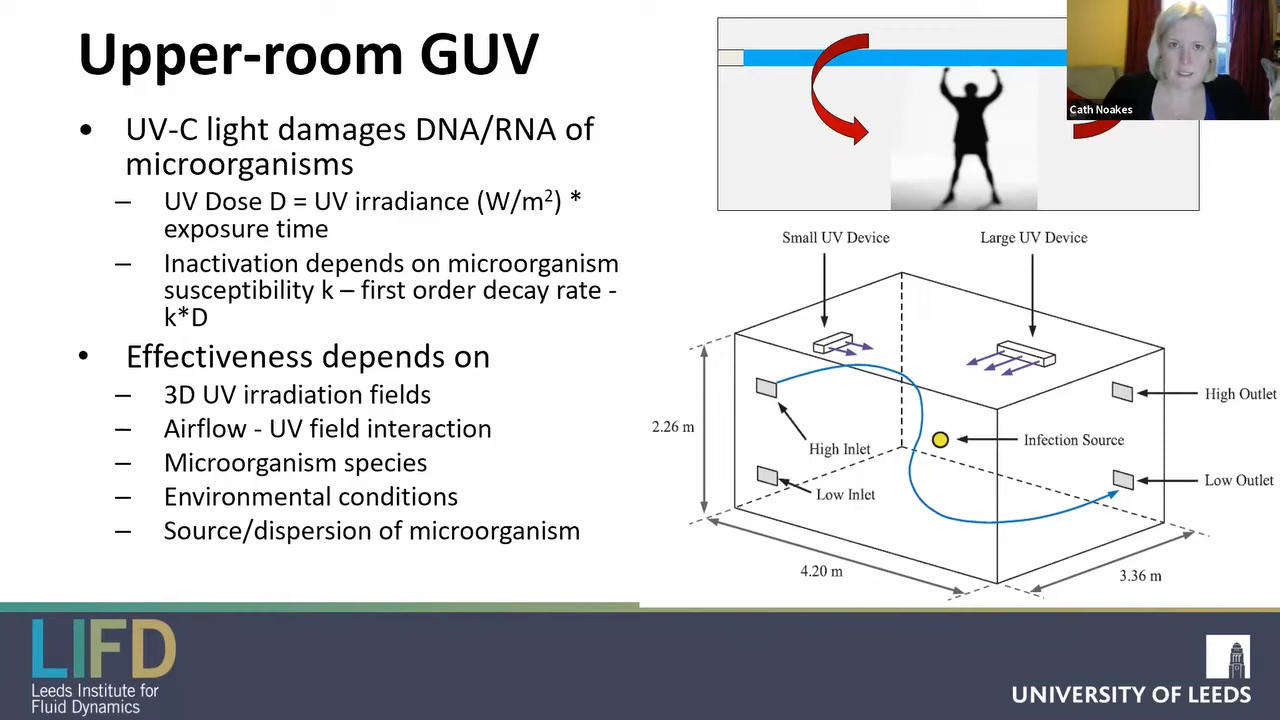 Upper-room GUV
• UV-C light damages DNA/RNA of
microorganisms
– UV Dose D = UV irradiance (W/m²) *
exposure time
– Inactivation depends on microorganism
susceptibility k – first order decay rate -
k*D
• Effectiveness depends on
– 3D UV irradiation fields
– Airflow - UV field interaction
– Microorganism species
– Environmental conditions
– Source/dispersion of microorganism
Cath Noakes
Small UV Device
Large UV Device
High Outlet
2.26 m
Infection Source
High Inlet
Low Outlet
Low Inlet
4.20 m
3.36 m
LIFD
Leeds Institute for
Fluid Dynamics
UNIVERSITY OF LEEDS